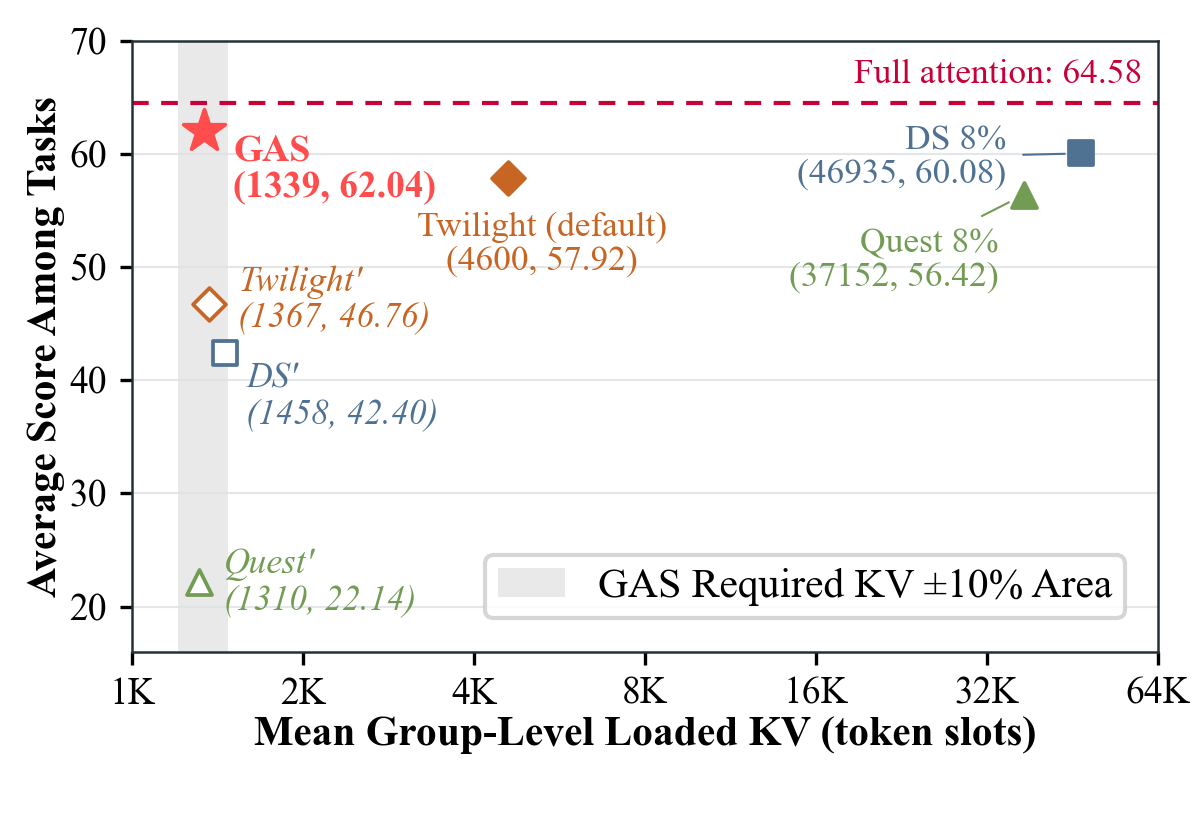 70
Full attention: 64.58
60
GAS
(1339, 62.04)
DS 8%
(46935, 60.08)
Twilight (default)
(4600, 57.92)
Quest 8%
(37152, 56.42)
50
Twilight'
(1367, 46.76)
40
DS'
(1458, 42.40)
30
Quest'
(1310, 22.14)
20
GAS Required KV ±10% Area
Average Score Among Tasks
1K 2K 4K 8K 16K 32K 64K
Mean Group-Level Loaded KV (token slots)